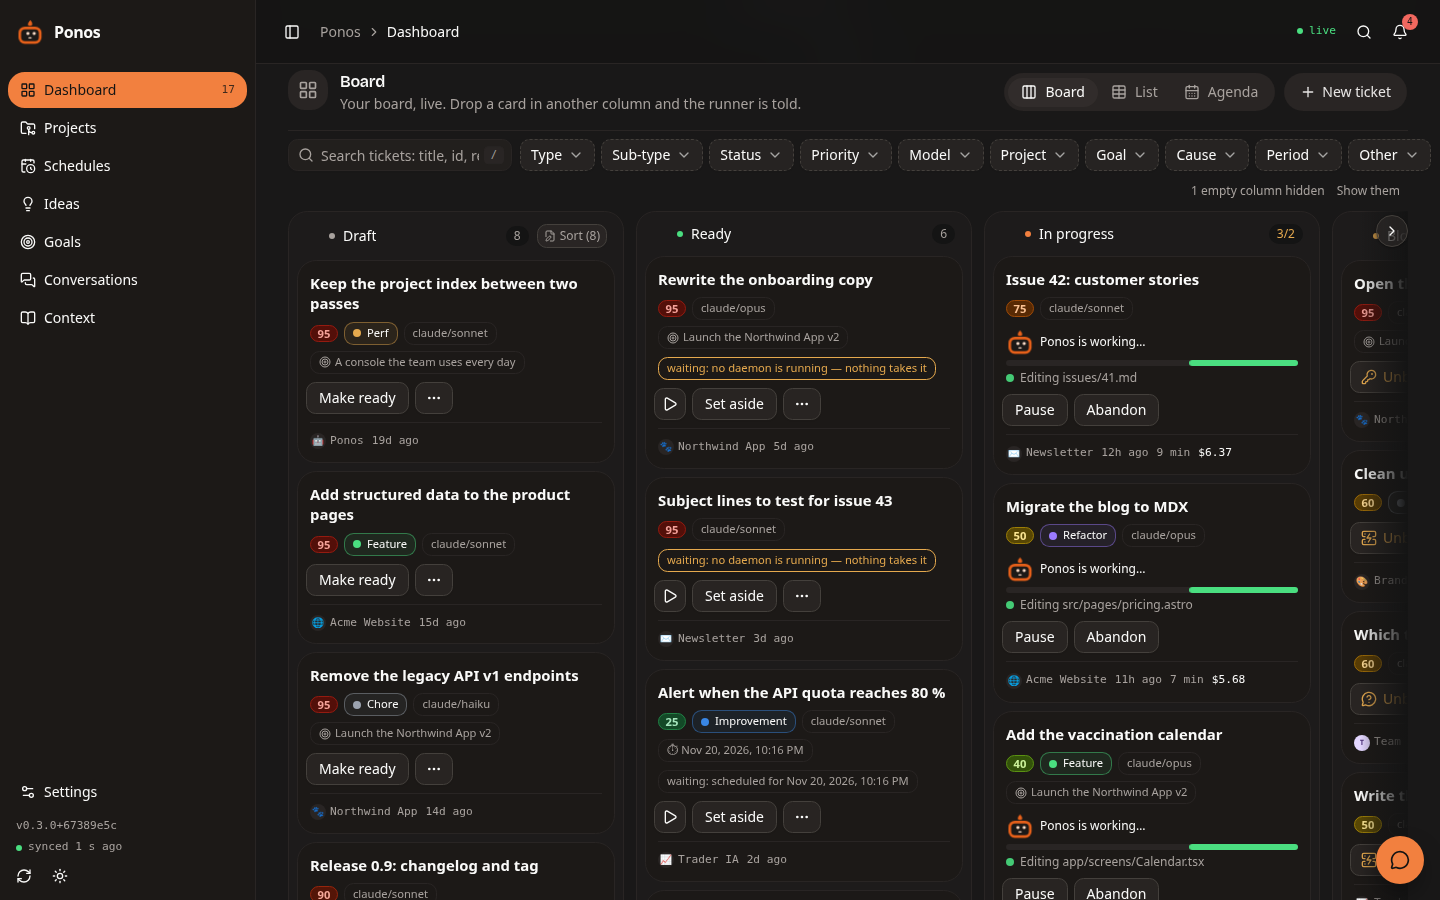 Ponos
Dashboard 17
Projects
Schedules
Ideas
Goals
Conversations
Context
Settings
v0.3.0+67389e5c
synced 1 s ago
Ponos > Dashboard
live
4
Board
Your board, live. Drop a card in another column and the runner is told.
Board List Agenda
+ New ticket
Search tickets: title, id, /
Type Sub-type Status Priority Model Project Goal Cause Period Other
1 empty column hidden Show them
Draft 8 Sort (8)
Keep the project index between two
passes
95 Perf claude/sonnet
A console the team uses every day
Make ready ...
Ponos 19d ago
Add structured data to the product
pages
95 Feature claude/sonnet
Make ready ...
Acme Website 15d ago
Remove the legacy API v1 endpoints
95 Chore claude/haiku
Launch the Northwind App v2
Make ready ...
Northwind App 14d ago
Release 0.9: changelog and tag
90 claude/sonnet
Ready 6
Rewrite the onboarding copy
95 claude/opus
Launch the Northwind App v2
waiting: no daemon is running — nothing takes it
Set aside ...
Northwind App 5d ago
Subject lines to test for issue 43
95 claude/sonnet
waiting: no daemon is running — nothing takes it
Set aside ...
Newsletter 3d ago
Alert when the API quota reaches 80 %
25 Improvement claude/sonnet
Nov 20, 2026, 10:16 PM
waiting: scheduled for Nov 20, 2026, 10:16 PM
Set aside ...
Trader IA 2d ago
In progress 3/2
Issue 42: customer stories
75 claude/sonnet
Ponos is working...
Editing issues/41.md
Pause Abandon
Newsletter 12h ago 9 min $6.37
Migrate the blog to MDX
50 Refactor claude/opus
Ponos is working...
Editing src/pages/pricing.astro
Pause Abandon
Acme Website 11h ago 7 min $5.68
Add the vaccination calendar
40 Feature claude/opus
Launch the Northwind App v2
Ponos is working...
Editing app/screens/Calendar.tsx
Pause Abandon
Open
95
Clean
60
Which
60
Team
Write
50